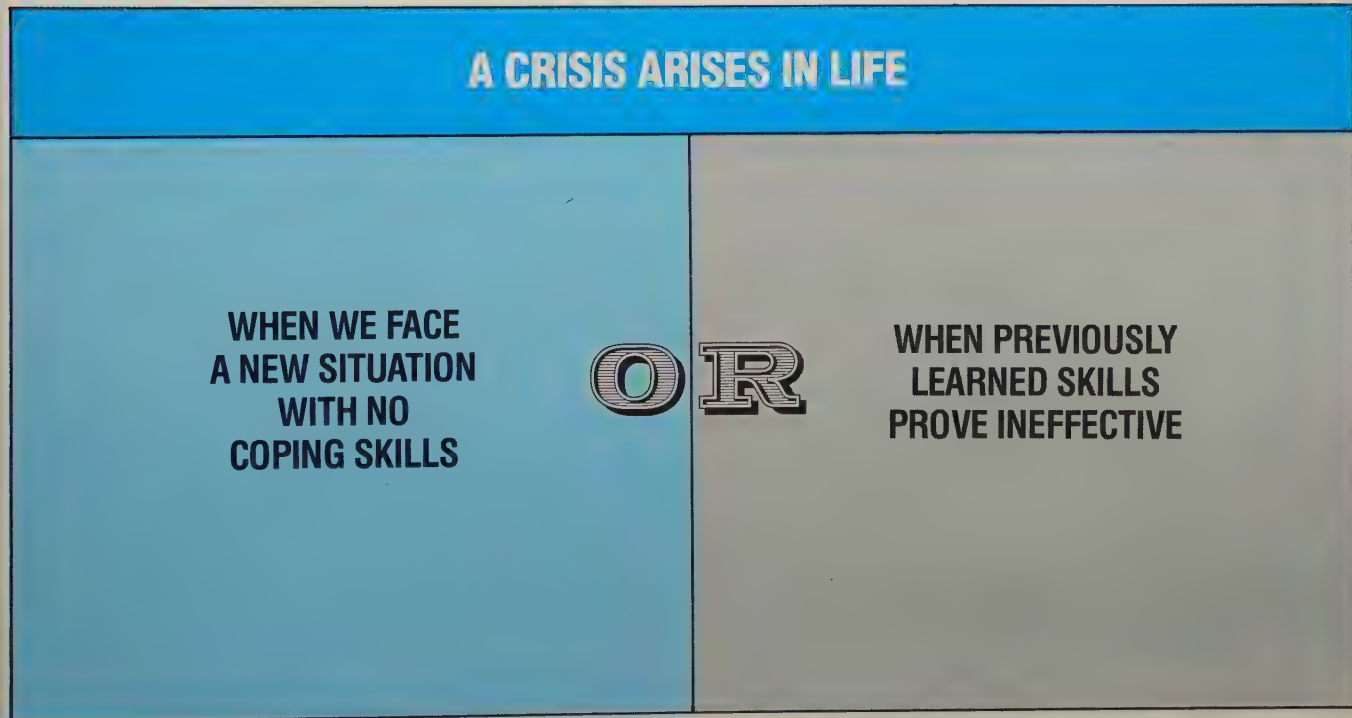 A CRISIS ARISES IN LIFE
WHEN WE FACE
A NEW SITUATION
WITH NO
COPING SKILLS
OR
WHEN PREVIOUSLY
LEARNED SKILLS
PROVE INEFFECTIVE